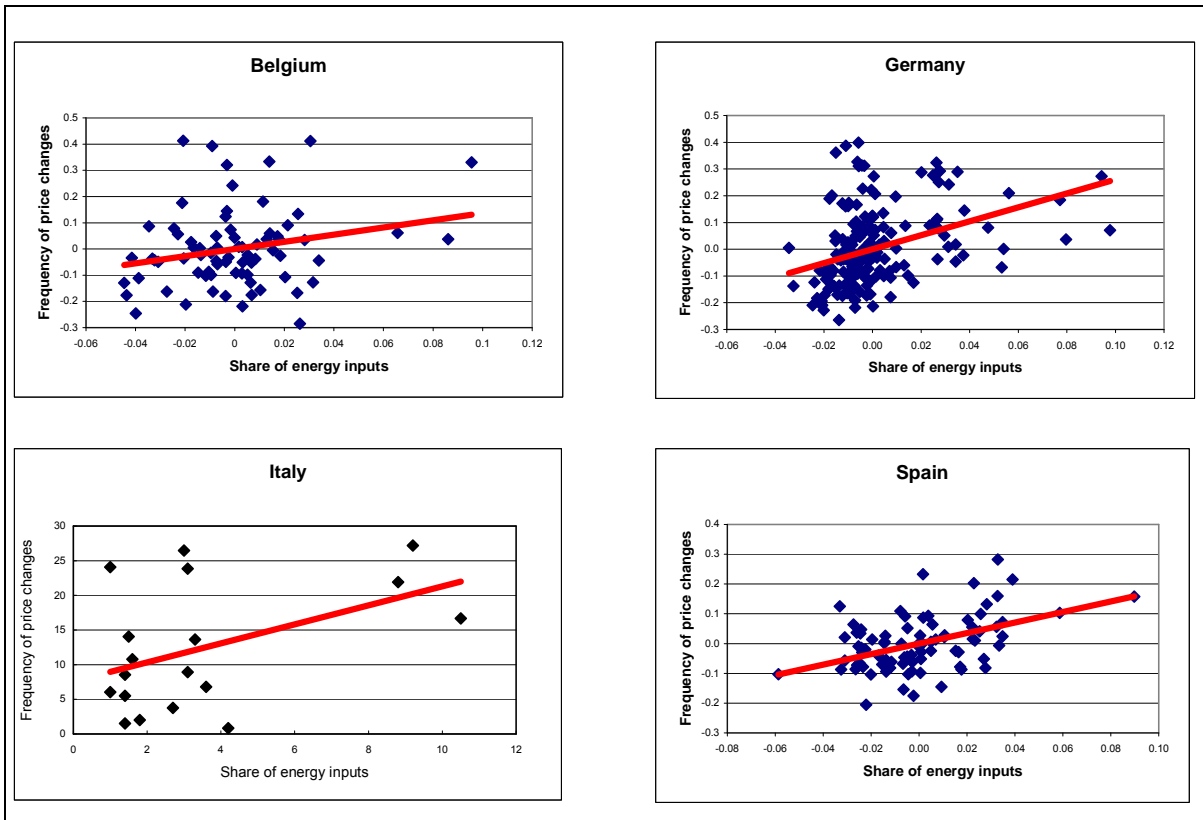 Belgium
Frequency of price changes
0.5
0.4
0.3
0.2
0.1
0
-0.1
-0.2
-0.3
-0.06 -0.04 -0.02 0 0.02 0.04 0.06 0.08 0.1 0.12
Share of energy inputs
Germany
Frequency of price changes
0.5
0.4
0.3
0.2
0.1
0.0
-0.1
-0.2
-0.3
-0.06 -0.04 -0.02 0.00 0.02 0.04 0.06 0.08 0.10 0.12
Share of energy inputs
Italy
Frequency of price changes
30
25
20
15
10
5
0
0 2 4 6 8 10 12
Share of energy inputs
Spain
Frequency of price changes
0.4
0.3
0.2
0.1
0.0
-0.1
-0.2
-0.3
-0.08 -0.06 -0.04 -0.02 0.00 0.02 0.04 0.06 0.08 0.10
Share of energy inputs